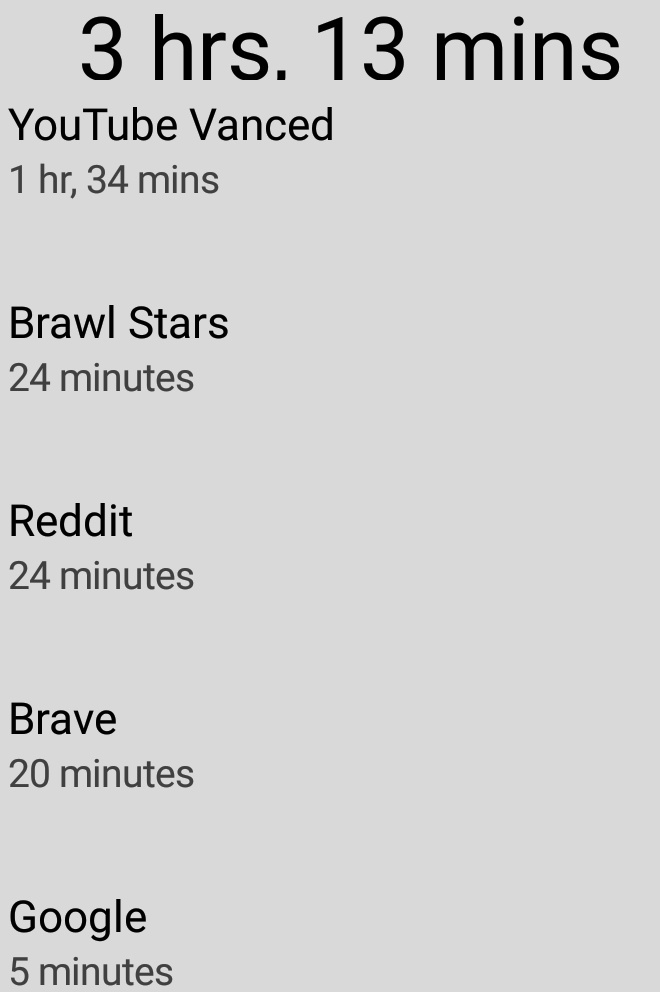 3 hrs. 13 mins
YouTube Vanced
1 hr, 34 mins
Brawl Stars
24 minutes
Reddit
24 minutes
Brave
20 minutes
Google
5 minutes